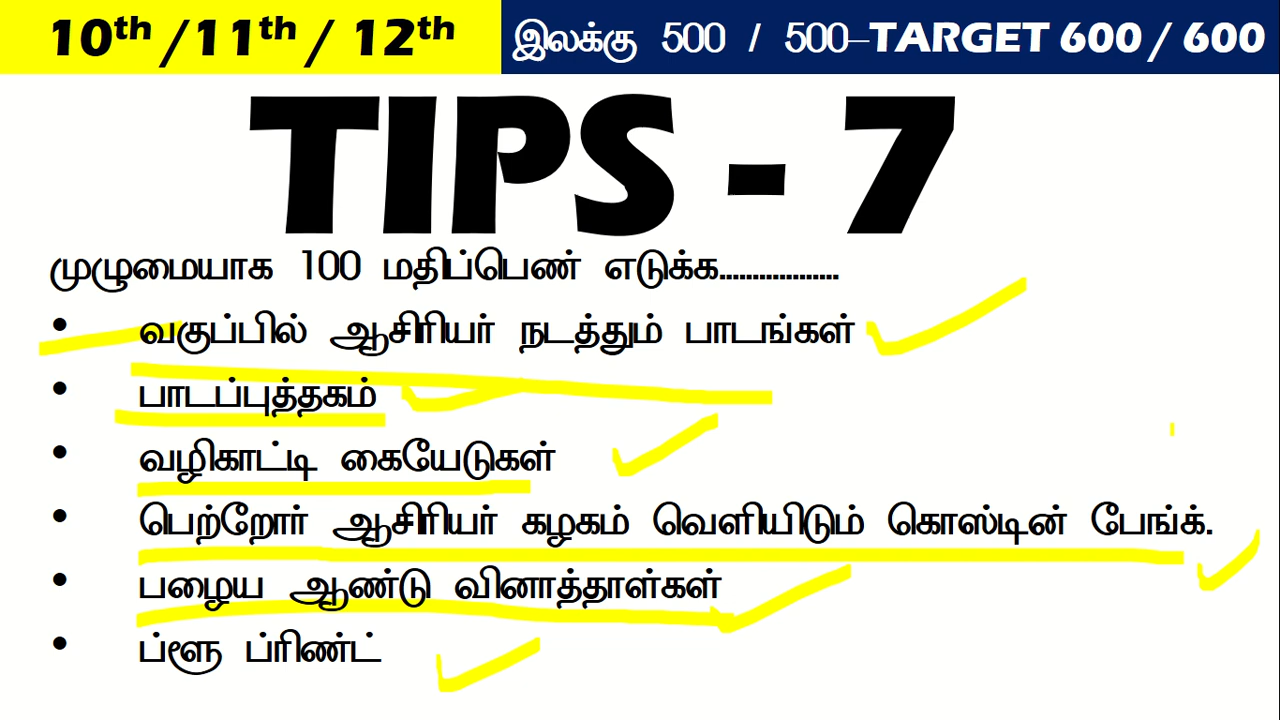 10th / 11th / 12th
இலக்கு 500 / 500–TARGET 600 / 600
TIPS - 7
முழுமையாக 100 மதிப்பெண் எடுக்க..................
• வகுப்பில் ஆசிரியர் நடத்தும் பாடங்கள்
• பாடப்புத்தகம்
• வழிகாட்டி கையேடுகள்
• பெற்றோர் ஆசிரியர் கழகம் வெளியிடும் கொஸ்டின் பேங்க்.
• பழைய ஆண்டு வினாத்தாள்கள்
• ப்ளூ ப்ரிண்ட்